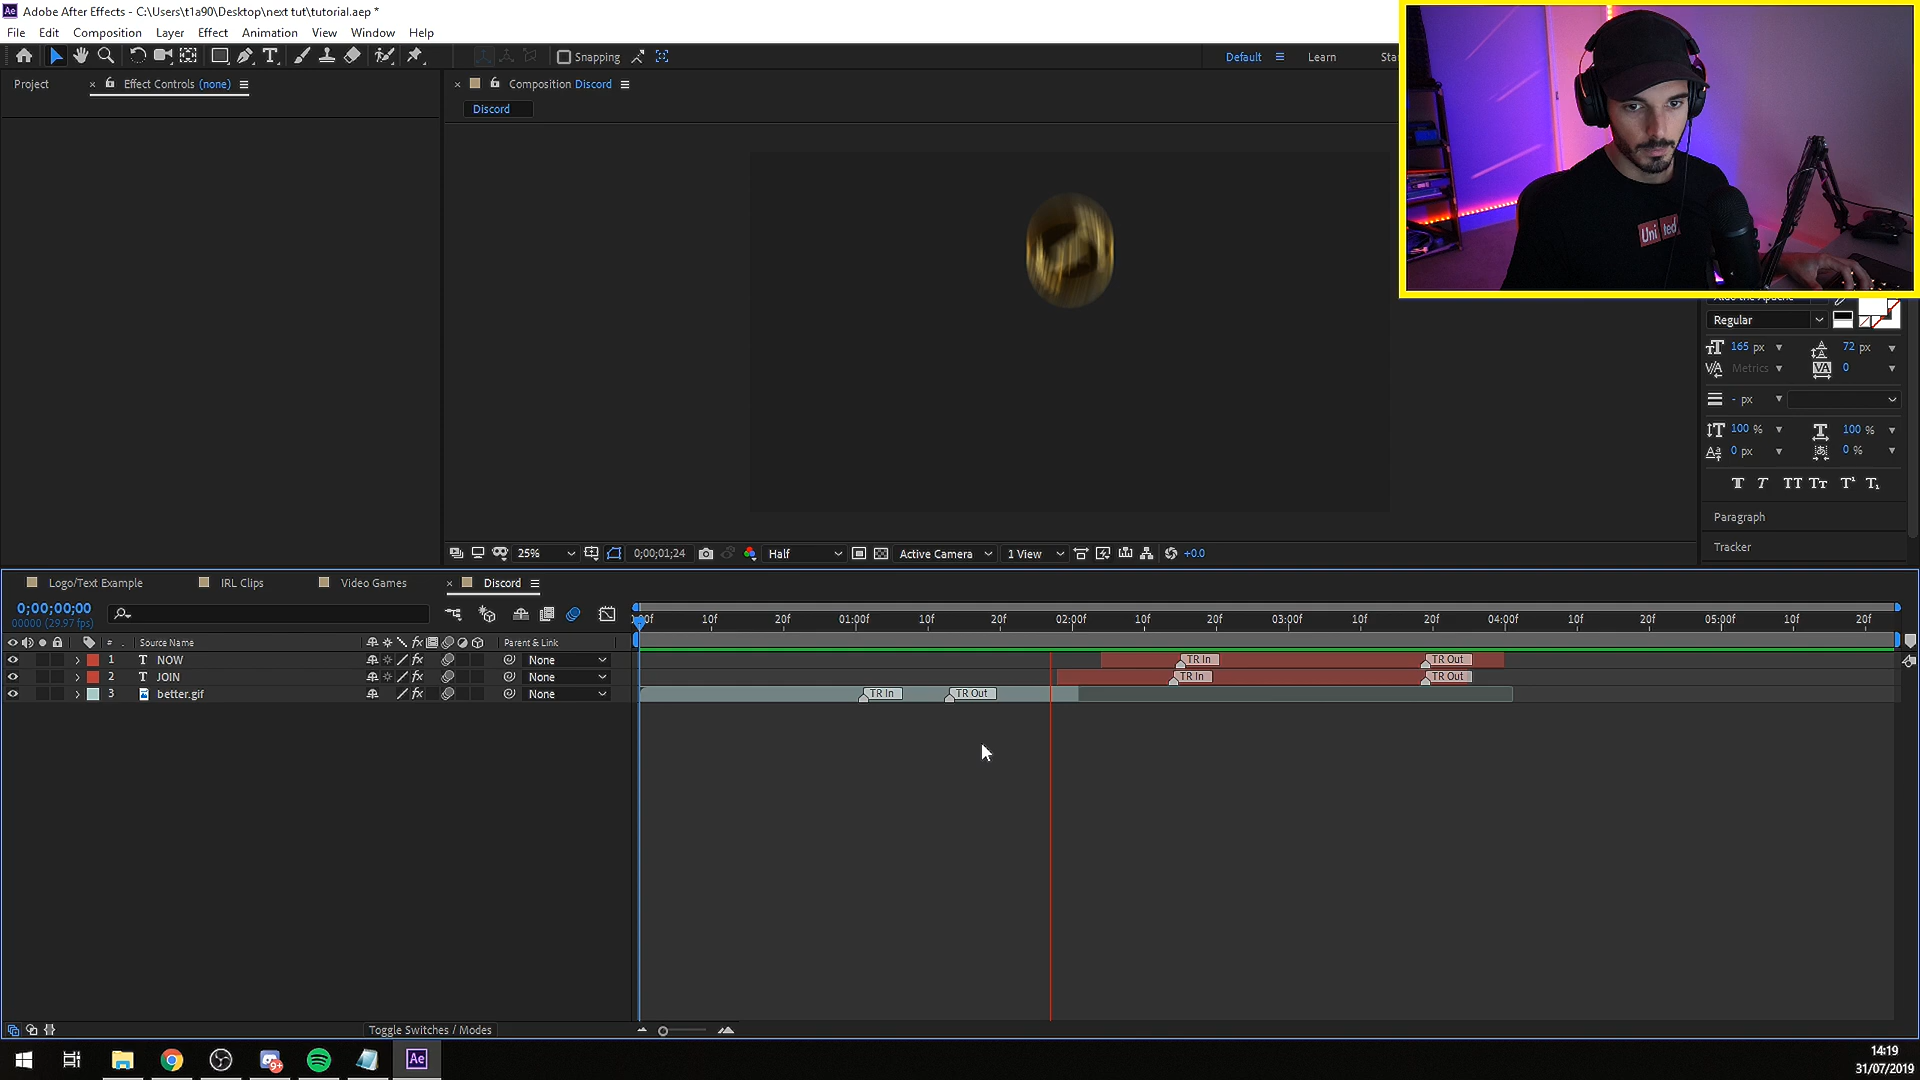 Adobe After Effects - C:\Users\t1a90\Desktop\next tut\tutorial.aep *
File Edit Composition Layer Effect Animation View Window Help
Snapping
Default Learn Sta
Project Effect Controls (none)
Composition Discord
Discord
Uni ted
Regular
165 px 72 px
Metrics 0
- px
100 % 100 %
0 px 0 %
Paragraph
Tracker
25% 0;00;01;24 Half Active Camera 1 View +0.0
Logo/Text Example IRL Clips Video Games Discord
0;00;00;00
00000 (29.97 fps)
10f 20f 01:00f 10f 20f 02:00f 10f 20f 03:00f 10f 20f 04:00f 10f 20f 05:00f 10f 20f
# . Source Name Parent & Link
1 T NOW None TR In TR Out
2 T JOIN None TR In TR Out
3 better.gif None TR In TR Out
Toggle Switches / Modes
9+ Ae
14:19
31/07/2019